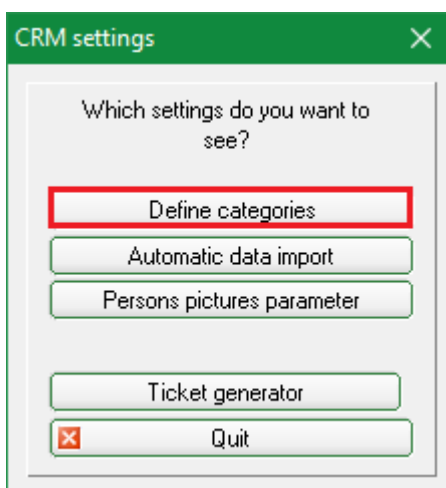 CRM settings
Which settings do you want to
see?
Define categories
Automatic data import
Persons pictures parameter
Ticket generator
Quit